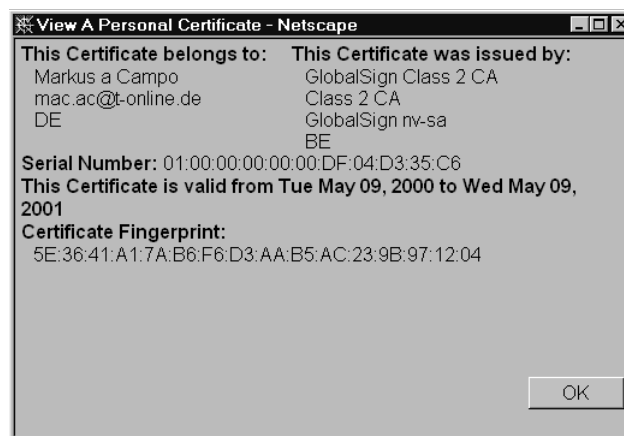 View A Personal Certificate - Netscape
This Certificate belongs to: This Certificate was issued by:
Markus a Campo GlobalSign Class 2 CA
mac.ac@t-online.de Class 2 CA
DE GlobalSign nv-sa
BE
Serial Number: 01:00:00:00:00:00:DF:04:D3:35:C6
This Certificate is valid from Tue May 09, 2000 to Wed May 09,
2001
Certificate Fingerprint:
5E:36:41:A1:7A:B6:F6:D3:AA:B5:AC:23:9B:97:12:04
OK